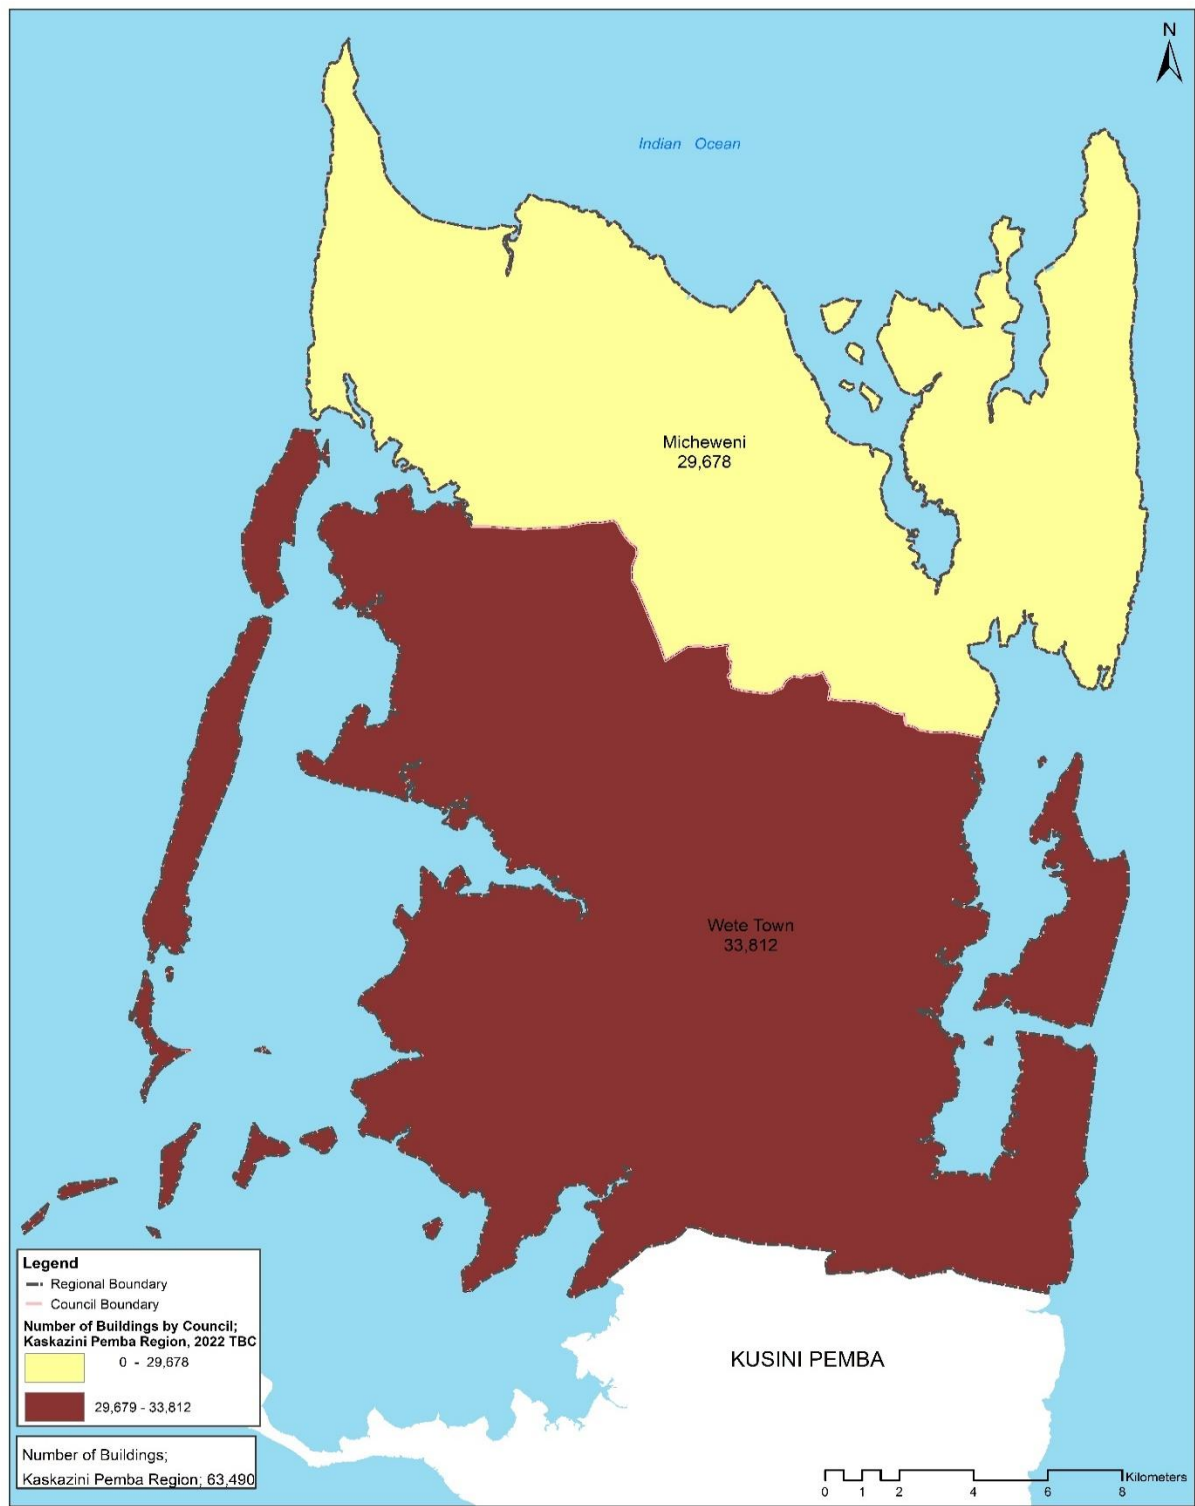 N
Indian Ocean
Micheweni
29,678
Wete Town
33,812
KUSINI PEMBA
Legend
Regional Boundary
Council Boundary
Number of Buildings by Council;
Kaskazini Pemba Region, 2022 TBC
0 - 29,678
29,679 - 33,812
Number of Buildings;
Kaskazini Pemba Region; 63,490
Kilometers
0 1 2 4 6 8